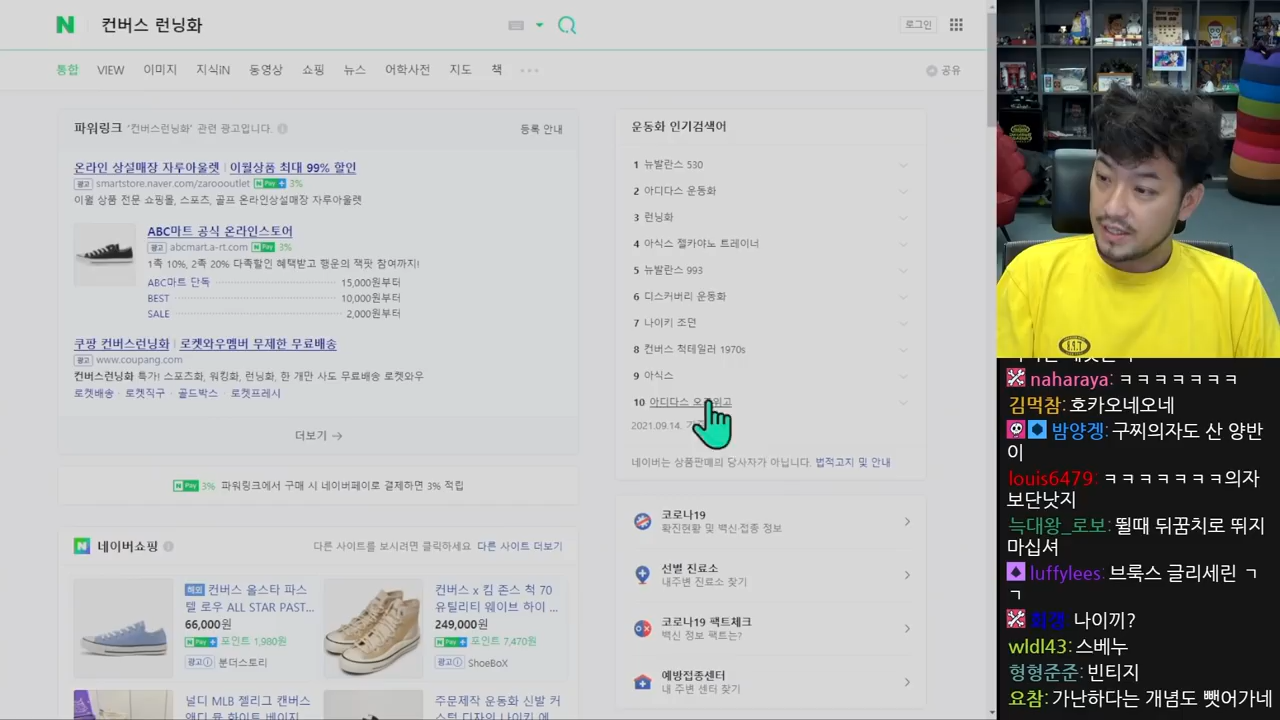 N 컨버스 런닝화
로그인
통합 VIEW 이미지 지식iN 동영상 쇼핑 뉴스 어학사전 지도 책
공유
파워링크 '컨버스런닝화' 관련 광고입니다.
등록 안내
온라인 상설매장 자루아울렛 이월상품 최대 99% 할인
광고 smartstore.naver.com/zaroooutlet N Pay + 3%
이월 상품 전문 쇼핑몰, 스포츠, 골프 온라인상설매장 자루아울렛
ABC마트 공식 온라인스토어
광고 abcmart.a-rt.com N Pay 3%
1족 10%, 2족 20% 다족할인 혜택받고 행운의 잭팟 참여까지!
ABC마트 단독 15,000원부터
BEST 10,000원부터
SALE 2,000원부터
쿠팡 컨버스런닝화 로켓와우멤버 무제한 무료배송
광고 www.coupang.com
컨버스런닝화 특가! 스포츠화, 워킹화, 런닝화, 한 개만 사도 무료배송 로켓와우
로켓배송 · 로켓직구 · 골드박스 · 로켓프레시
더보기 →
N Pay 3% 파워링크에서 구매 시 네이버페이로 결제하면 3% 적립
N 네이버쇼핑
다른 사이트를 보시려면 클릭하세요 다른 사이트 더보기
해외 컨버스 올스타 파스
텔 로우 ALL STAR PAST...
66,000원
N Pay + 포인트 1,980원
광고 분더스토리
컨버스 x 킴 존스 척 70
유틸리티 웨이브 하이 ...
249,000원
N Pay + 포인트 7,470원
광고 ShoeBoX
널디 MLB 젤리그 컨버스
주문제작 운동화 신발 커
운동화 인기검색어
1 뉴발란스 530
2 아디다스 운동화
3 런닝화
4 아식스 젤카야노 트레이너
5 뉴발란스 993
6 디스커버리 운동화
7 나이키 조던
8 컨버스 척테일러 1970s
9 아식스
10 아디다스
2021.09.14.
네이버는 상품판매의 당사자가 아닙니다. 법적고지 및 안내
코로나19
확진현황 및 백신·접종 정보
선별 진료소
내주변 진료소 찾기
코로나19 팩트체크
백신 정보 팩트는?
예방접종센터
내 주변 센터 찾기
naharaya: ㅋㅋㅋㅋㅋㅋㅋ
김먹참: 호카오네오네
밤양겡: 구찌의자도 산 양반
이
louis6479: ㅋㅋㅋㅋㅋㅋㅋ의자
보단낫지
늑대왕_로보: 뛸때 뒤꿈치로 뛰지
마십셔
luffylees: 브룩스 글리세린 ㄱ
ㄱ
나이끼?
wldl43: 스베누
형형준준: 빈티지
요참: 가난하다는 개념도 뺏어가네